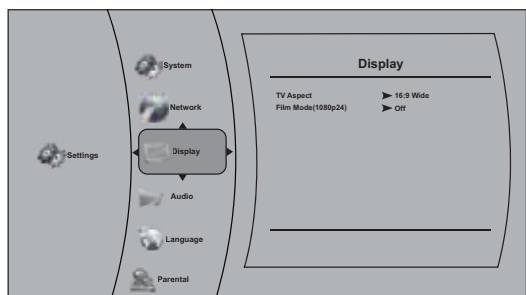 Settings
System
Network
Display
Audio
Language
Parental
Display
TV Aspect 16:9 Wide
Film Mode(1080p24) Off